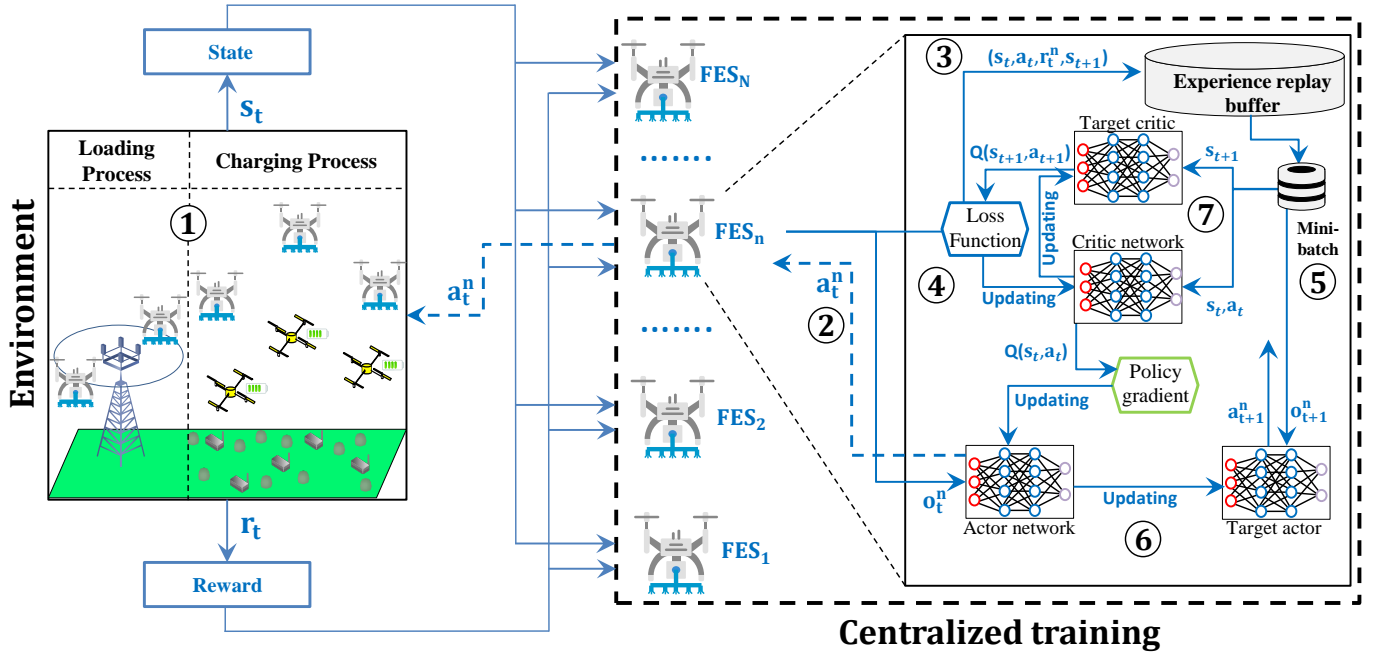 State
s_t
Loading
Process
Charging Process
1
Environment
a_t^n
r_t
Reward
FES_N
.......
FES_n
.......
FES_2
FES_1
3
(s_t,a_t,r_t^n,s_{t+1})
Experience replay
buffer
Target critic
Q(s_{t+1},a_{t+1})
s_{t+1}
7
Mini-
batch
5
Loss
Function
Updating
Critic network
4
Updating
s_t,a_t
a_t^n
2
Q(s_t,a_t)
Policy
gradient
Updating
a_{t+1}^n
o_{t+1}^n
o_t^n
Updating
Actor network
6
Target actor
Centralized training